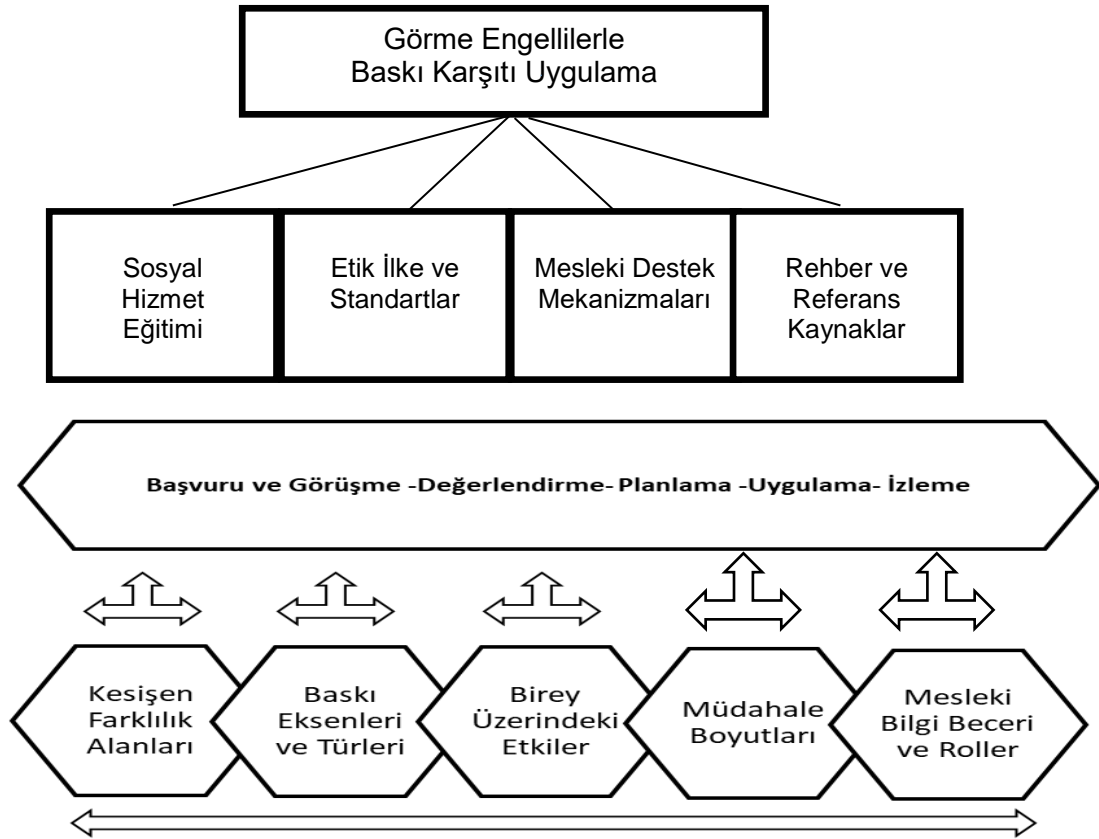 Görme Engellilerle
Baskı Karşıtı Uygulama
Sosyal
Hizmet
Eğitimi
Etik İlke ve
Standartlar
Mesleki Destek
Mekanizmaları
Rehber ve
Referans
Kaynaklar
Başvuru ve Görüşme -Değerlendirme- Planlama -Uygulama- İzleme
Kesişen
Farklılık
Alanları
Baskı
Eksenleri
ve Türleri
Birey
Üzerindeki
Etkiler
Müdahale
Boyutları
Mesleki
Bilgi Beceri
ve Roller